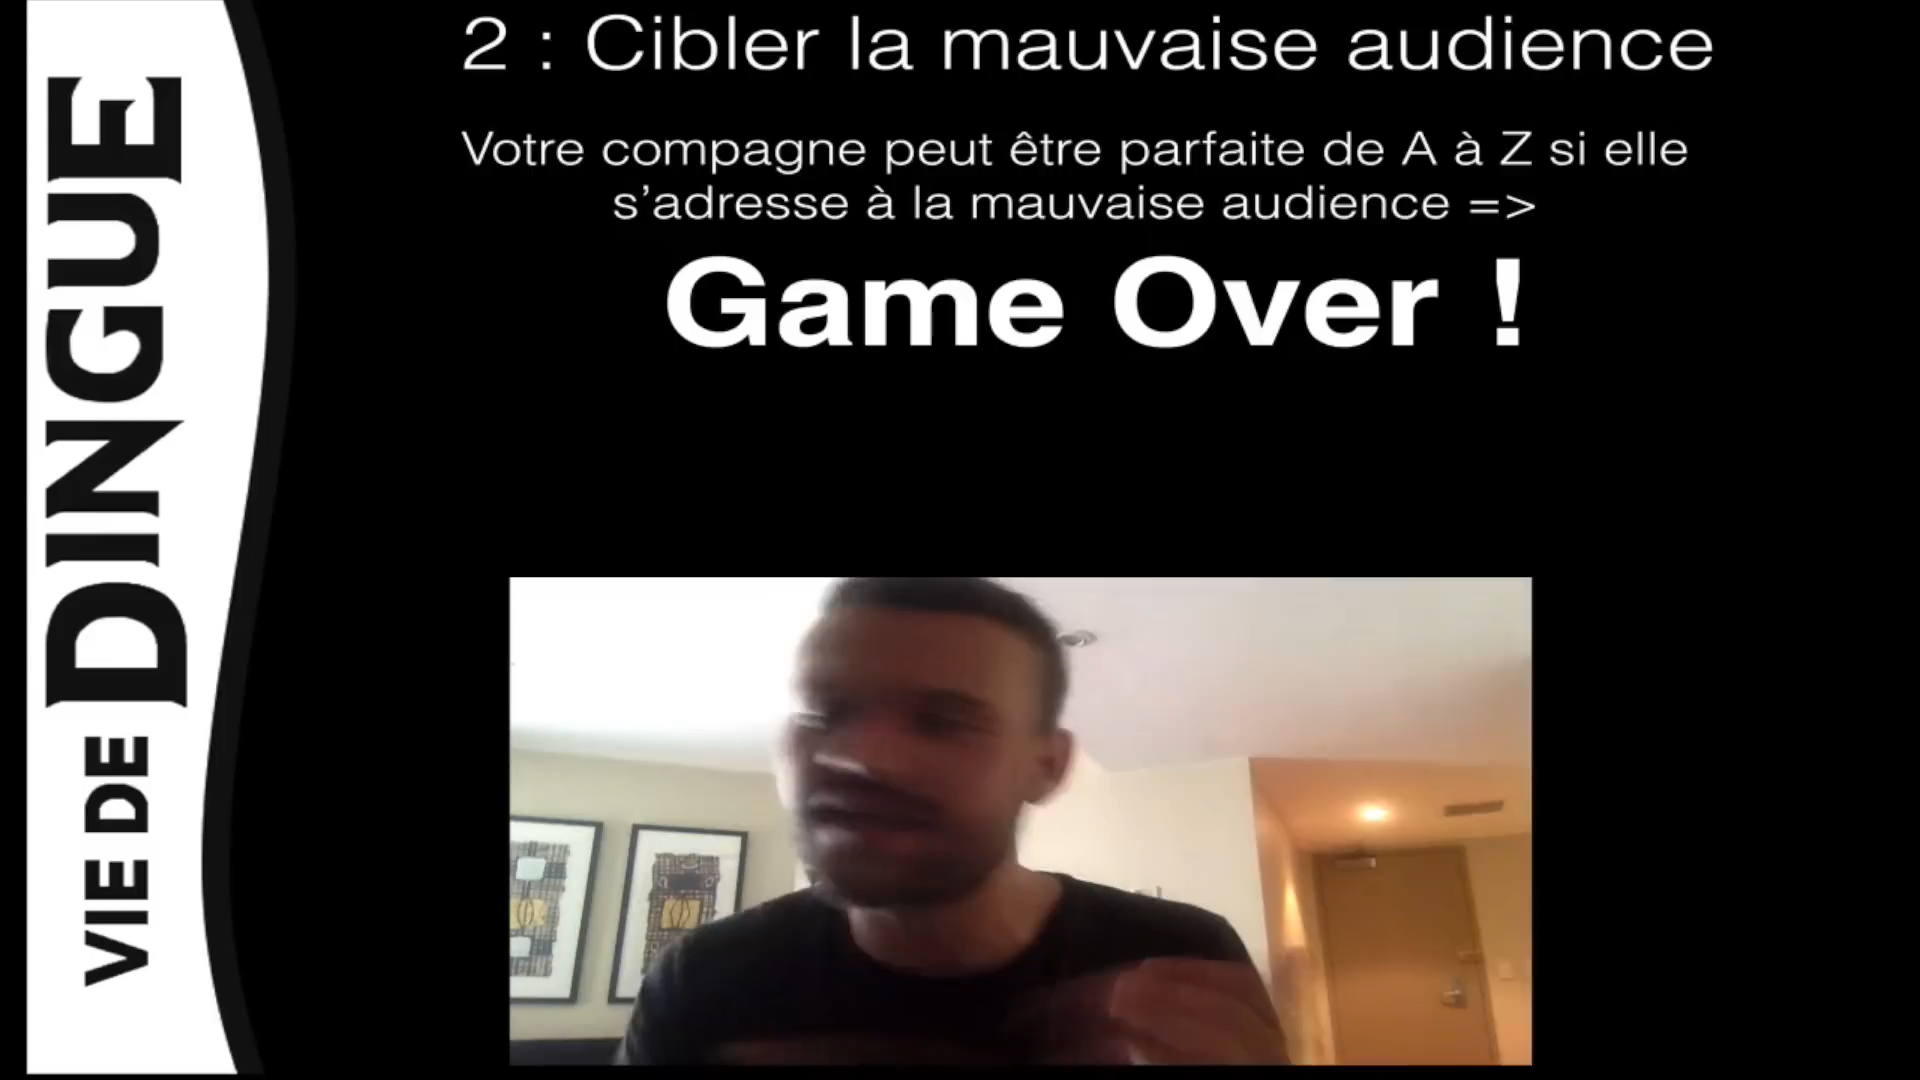 2 : Cibler la mauvaise audience
Votre compagne peut être parfaite de A à Z si elle
s’adresse à la mauvaise audience =>
Game Over !
VIE DE DINGUE